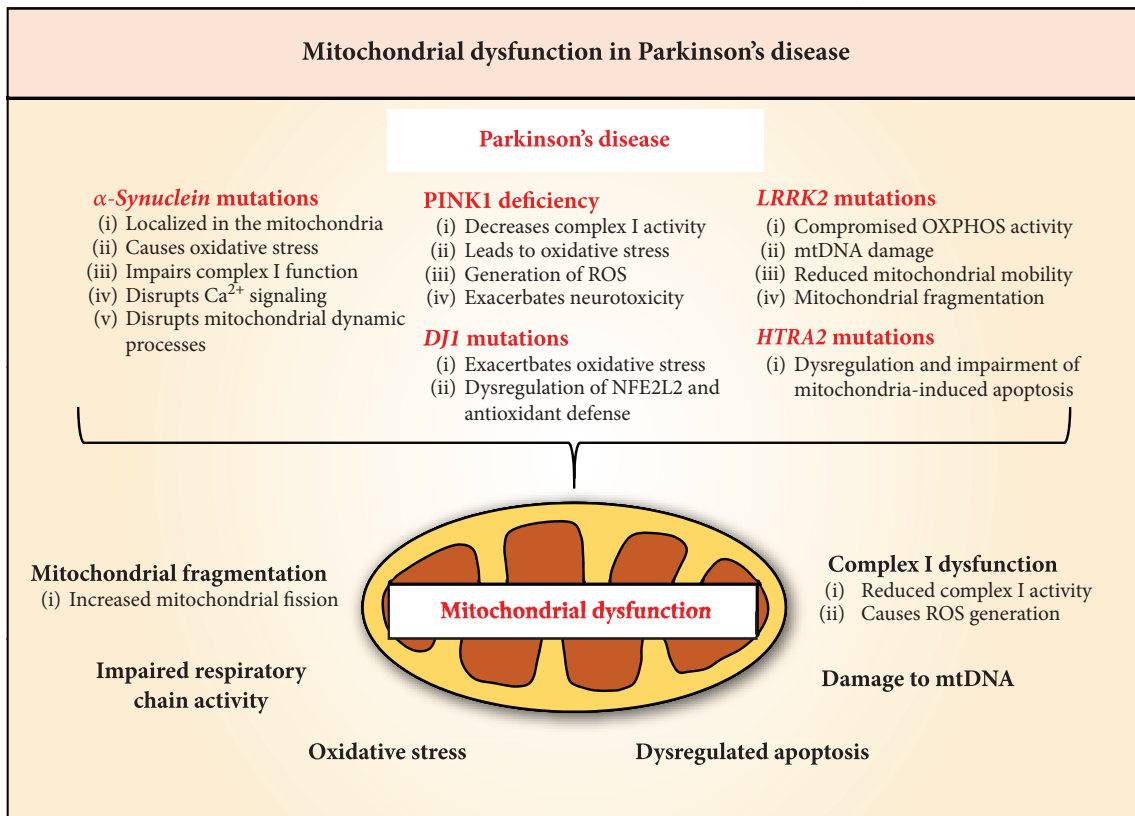 Mitochondrial dysfunction in Parkinson's disease
Parkinson's disease
α-Synuclein mutations
(i) Localized in the mitochondria
(ii) Causes oxidative stress
(iii) Impairs complex I function
(iv) Disrupts Ca²⁺ signaling
(v) Disrupts mitochondrial dynamic
processes
PINK1 deficiency
(i) Decreases complex I activity
(ii) Leads to oxidative stress
(iii) Generation of ROS
(iv) Exacerbates neurotoxicity
DJ1 mutations
(i) Exacertbates oxidative stress
(ii) Dysregulation of NFE2L2 and
antioxidant defense
LRRK2 mutations
(i) Compromised OXPHOS activity
(ii) mtDNA damage
(iii) Reduced mitochondrial mobility
(iv) Mitochondrial fragmentation
HTRA2 mutations
(i) Dysregulation and impairment of
mitochondria-induced apoptosis
Mitochondrial fragmentation
(i) Increased mitochondrial fission
Mitochondrial dysfunction
Complex I dysfunction
(i) Reduced complex I activity
(ii) Causes ROS generation
Impaired respiratory
chain activity
Damage to mtDNA
Oxidative stress
Dysregulated apoptosis